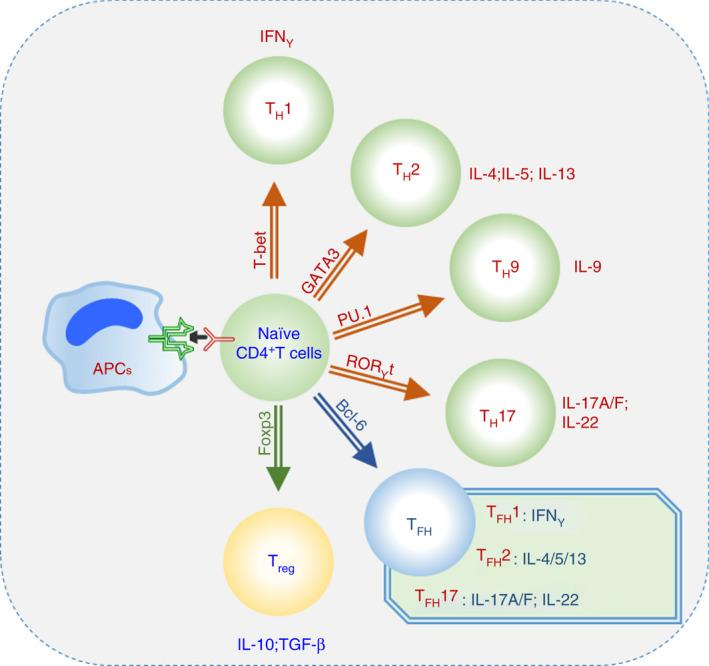 IFNγ
TH1
TH2
IL-4;IL-5; IL-13
T-bet
GATA3
TH9
IL-9
PU.1
Naïve
CD4+T cells
APCs
RORγt
IL-17A/F;
IL-22
TH17
Foxp3
Bcl-6
TFH
TFH1: IFNγ
TFH2: IL-4/5/13
TFH17: IL-17A/F; IL-22
Treg
IL-10;TGF-β